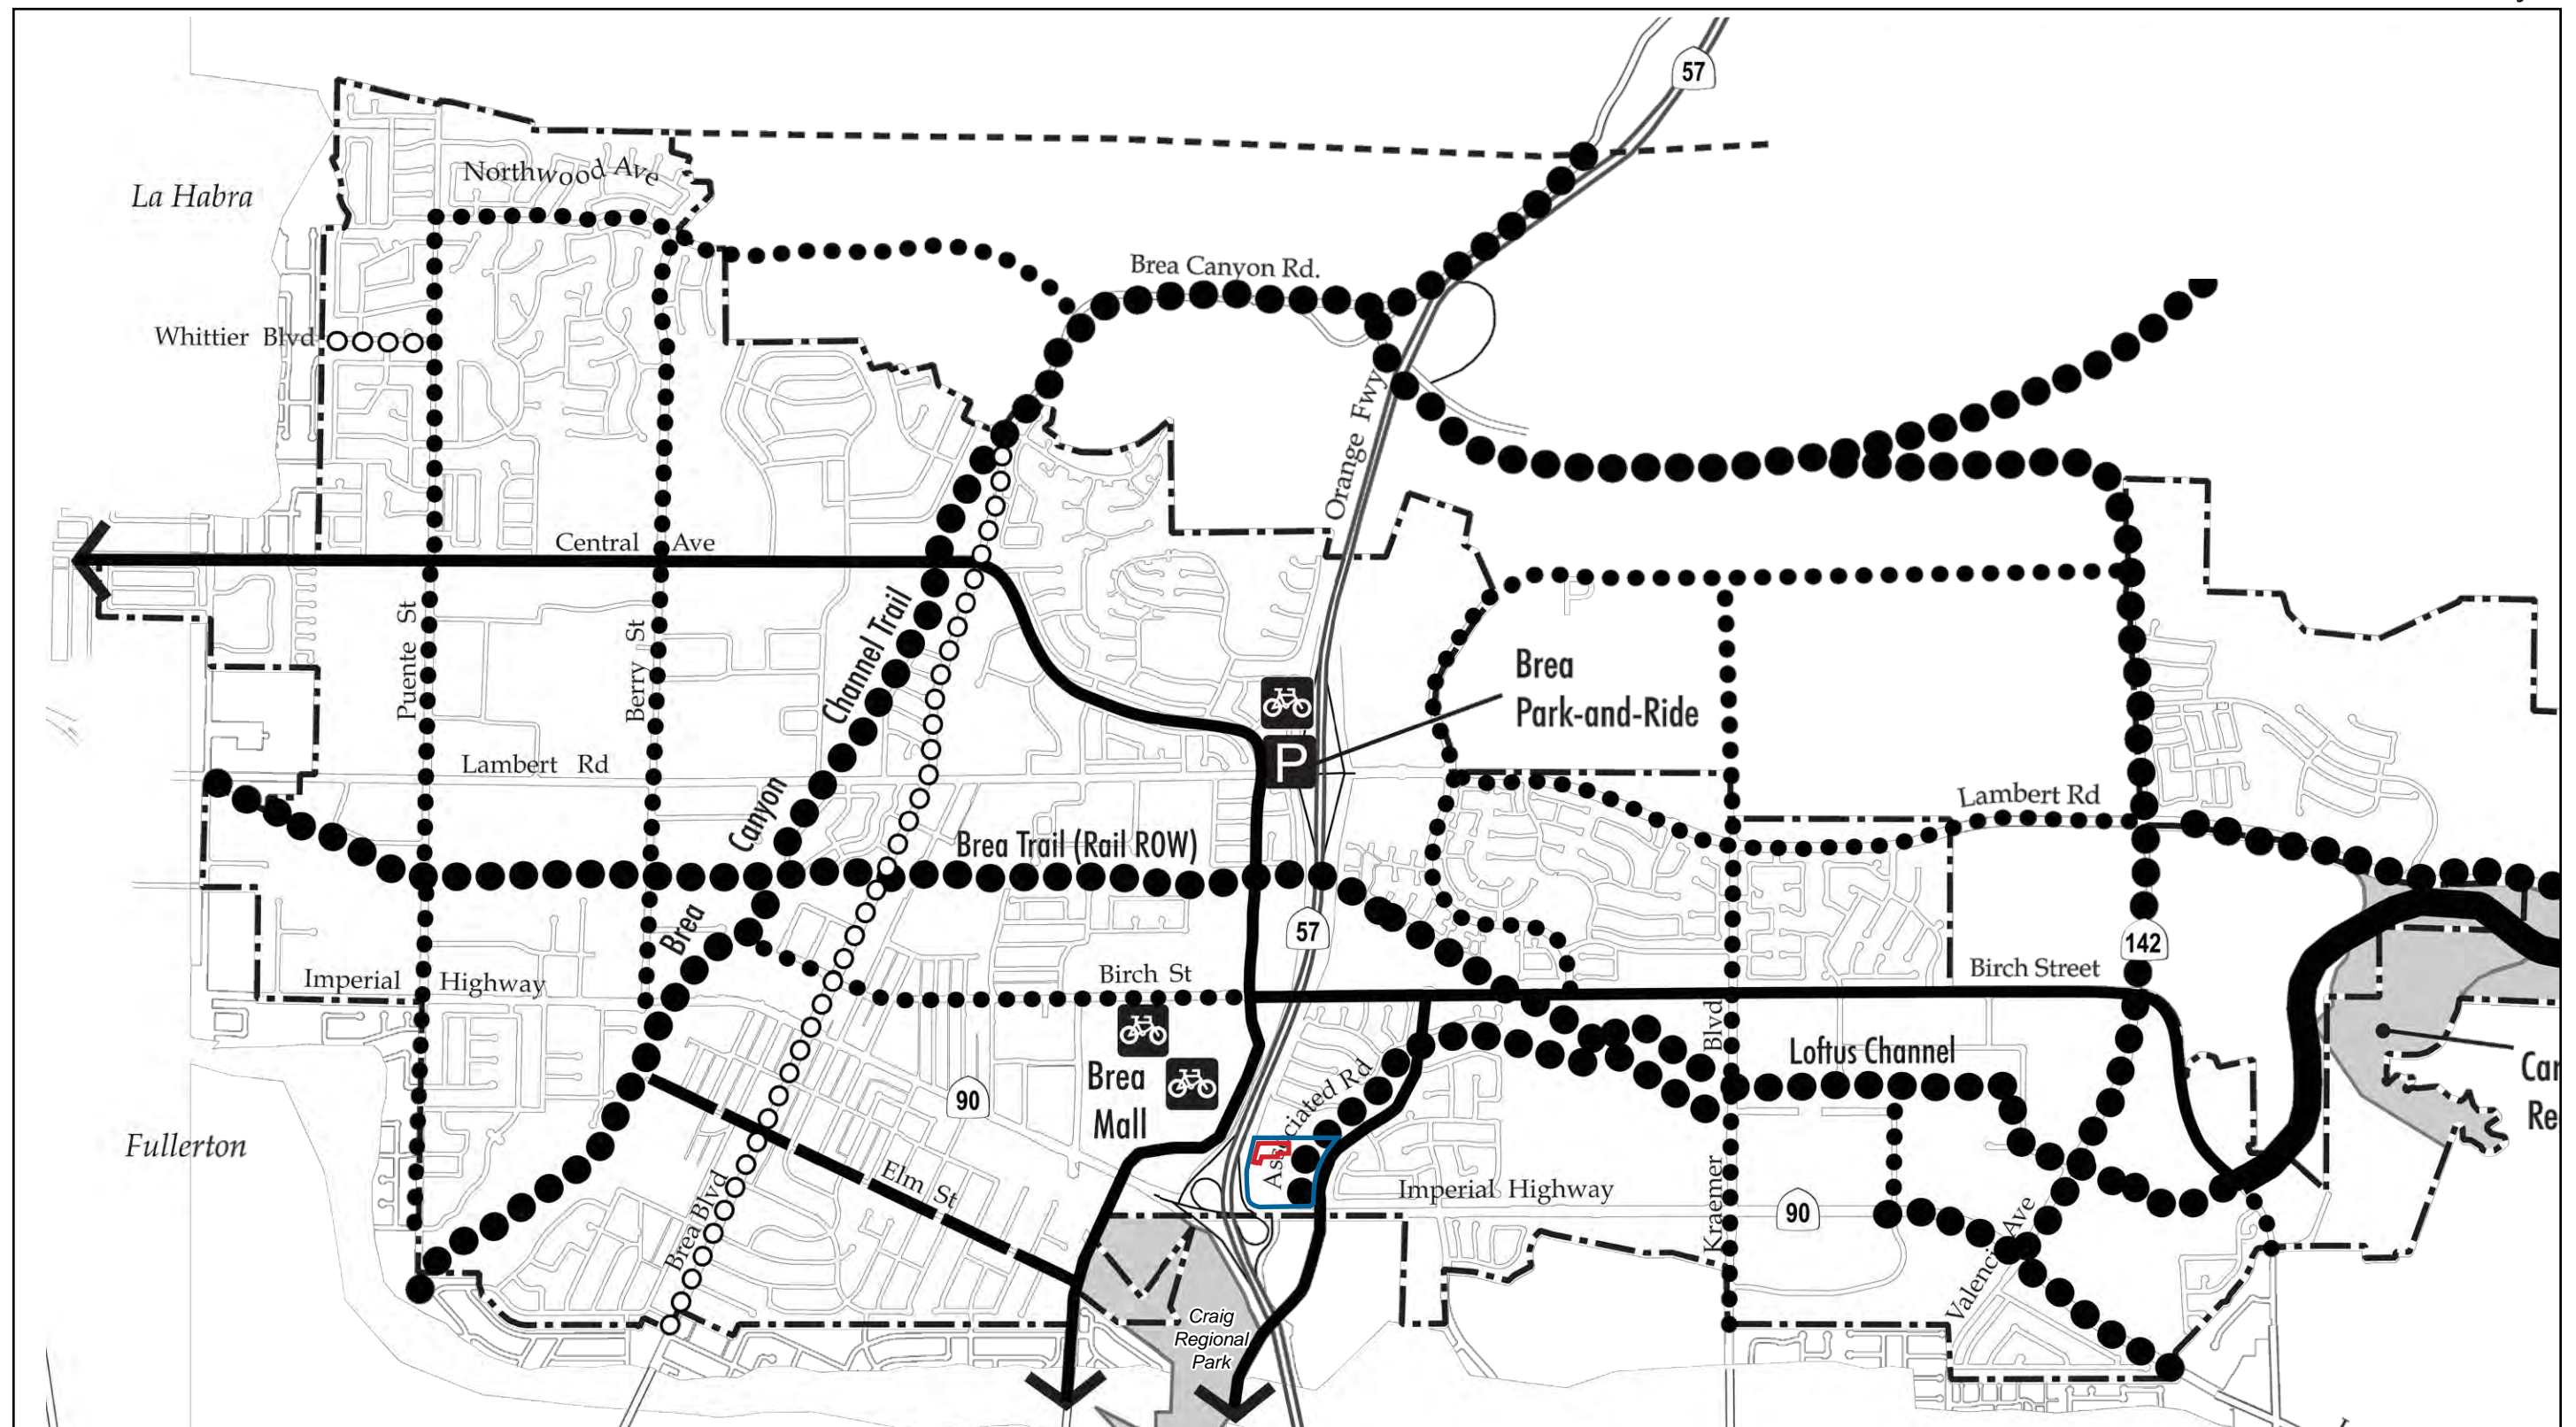 57
Northwood Ave
La Habra
Brea Canyon Rd.
Whittier Blvd
Orange Fwy
Central Ave
P
Channel Trail
Puente St
Berry St
Brea
Park-and-Ride
P
Lambert Rd
Canyon
Lambert Rd
Brea Trail (Rail ROW)
Brea
57
142
Imperial Highway
Birch St
Birch Street
Blvd
Loftus Channel
Brea
Mall
90
Associated Rd
Fullerton
Elm St
Imperial Highway
Kraemer
90
Brea Blvd
Valencia Ave
Craig
Regional
Park